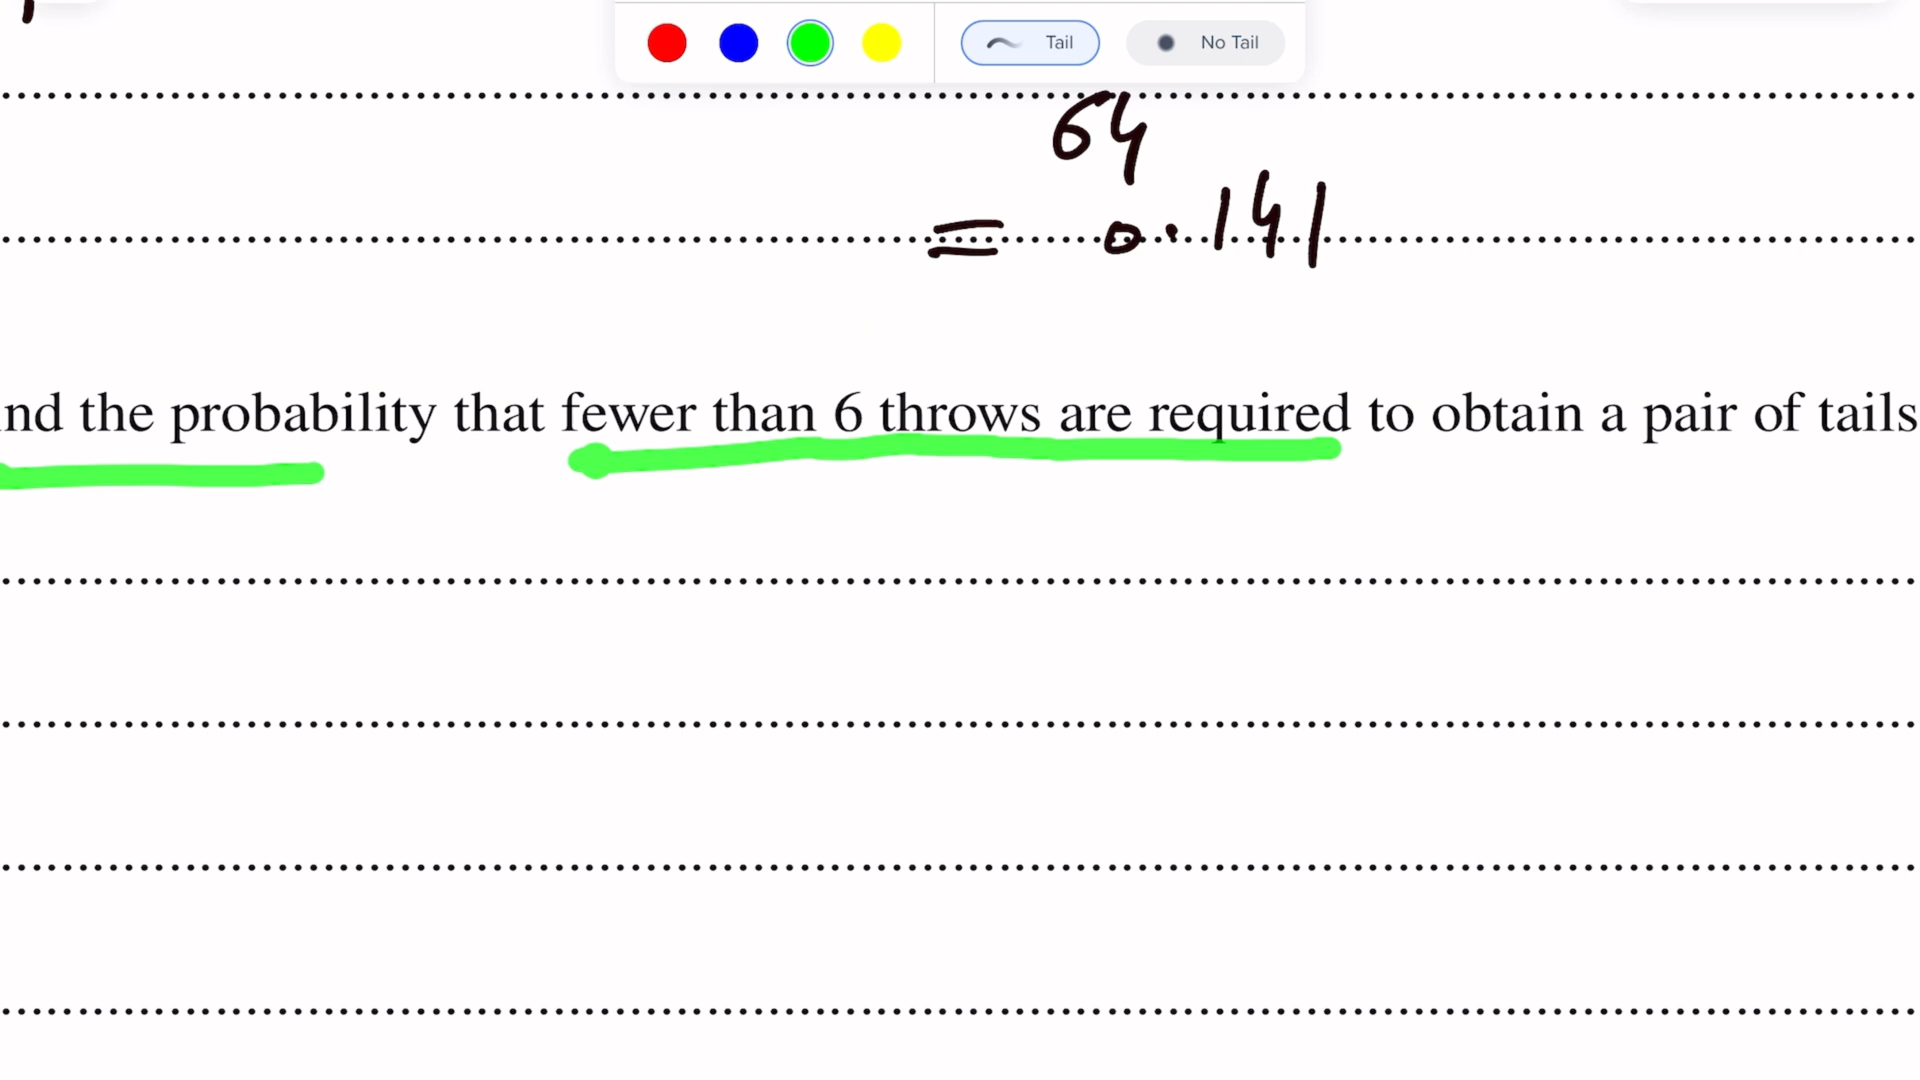 Tail No Tail
64
= 0.141
nd the probability that fewer than 6 throws are required to obtain a pair of tails